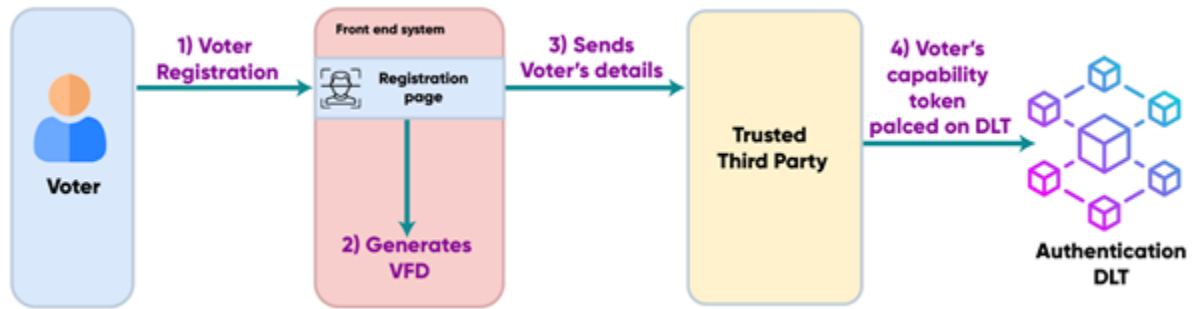 Voter
1) Voter
Registration
Front end system
Registration
page
2) Generates
VFD
3) Sends
Voter's details
Trusted
Third Party
4) Voter's
capability
token
palced on DLT
Authentication
DLT